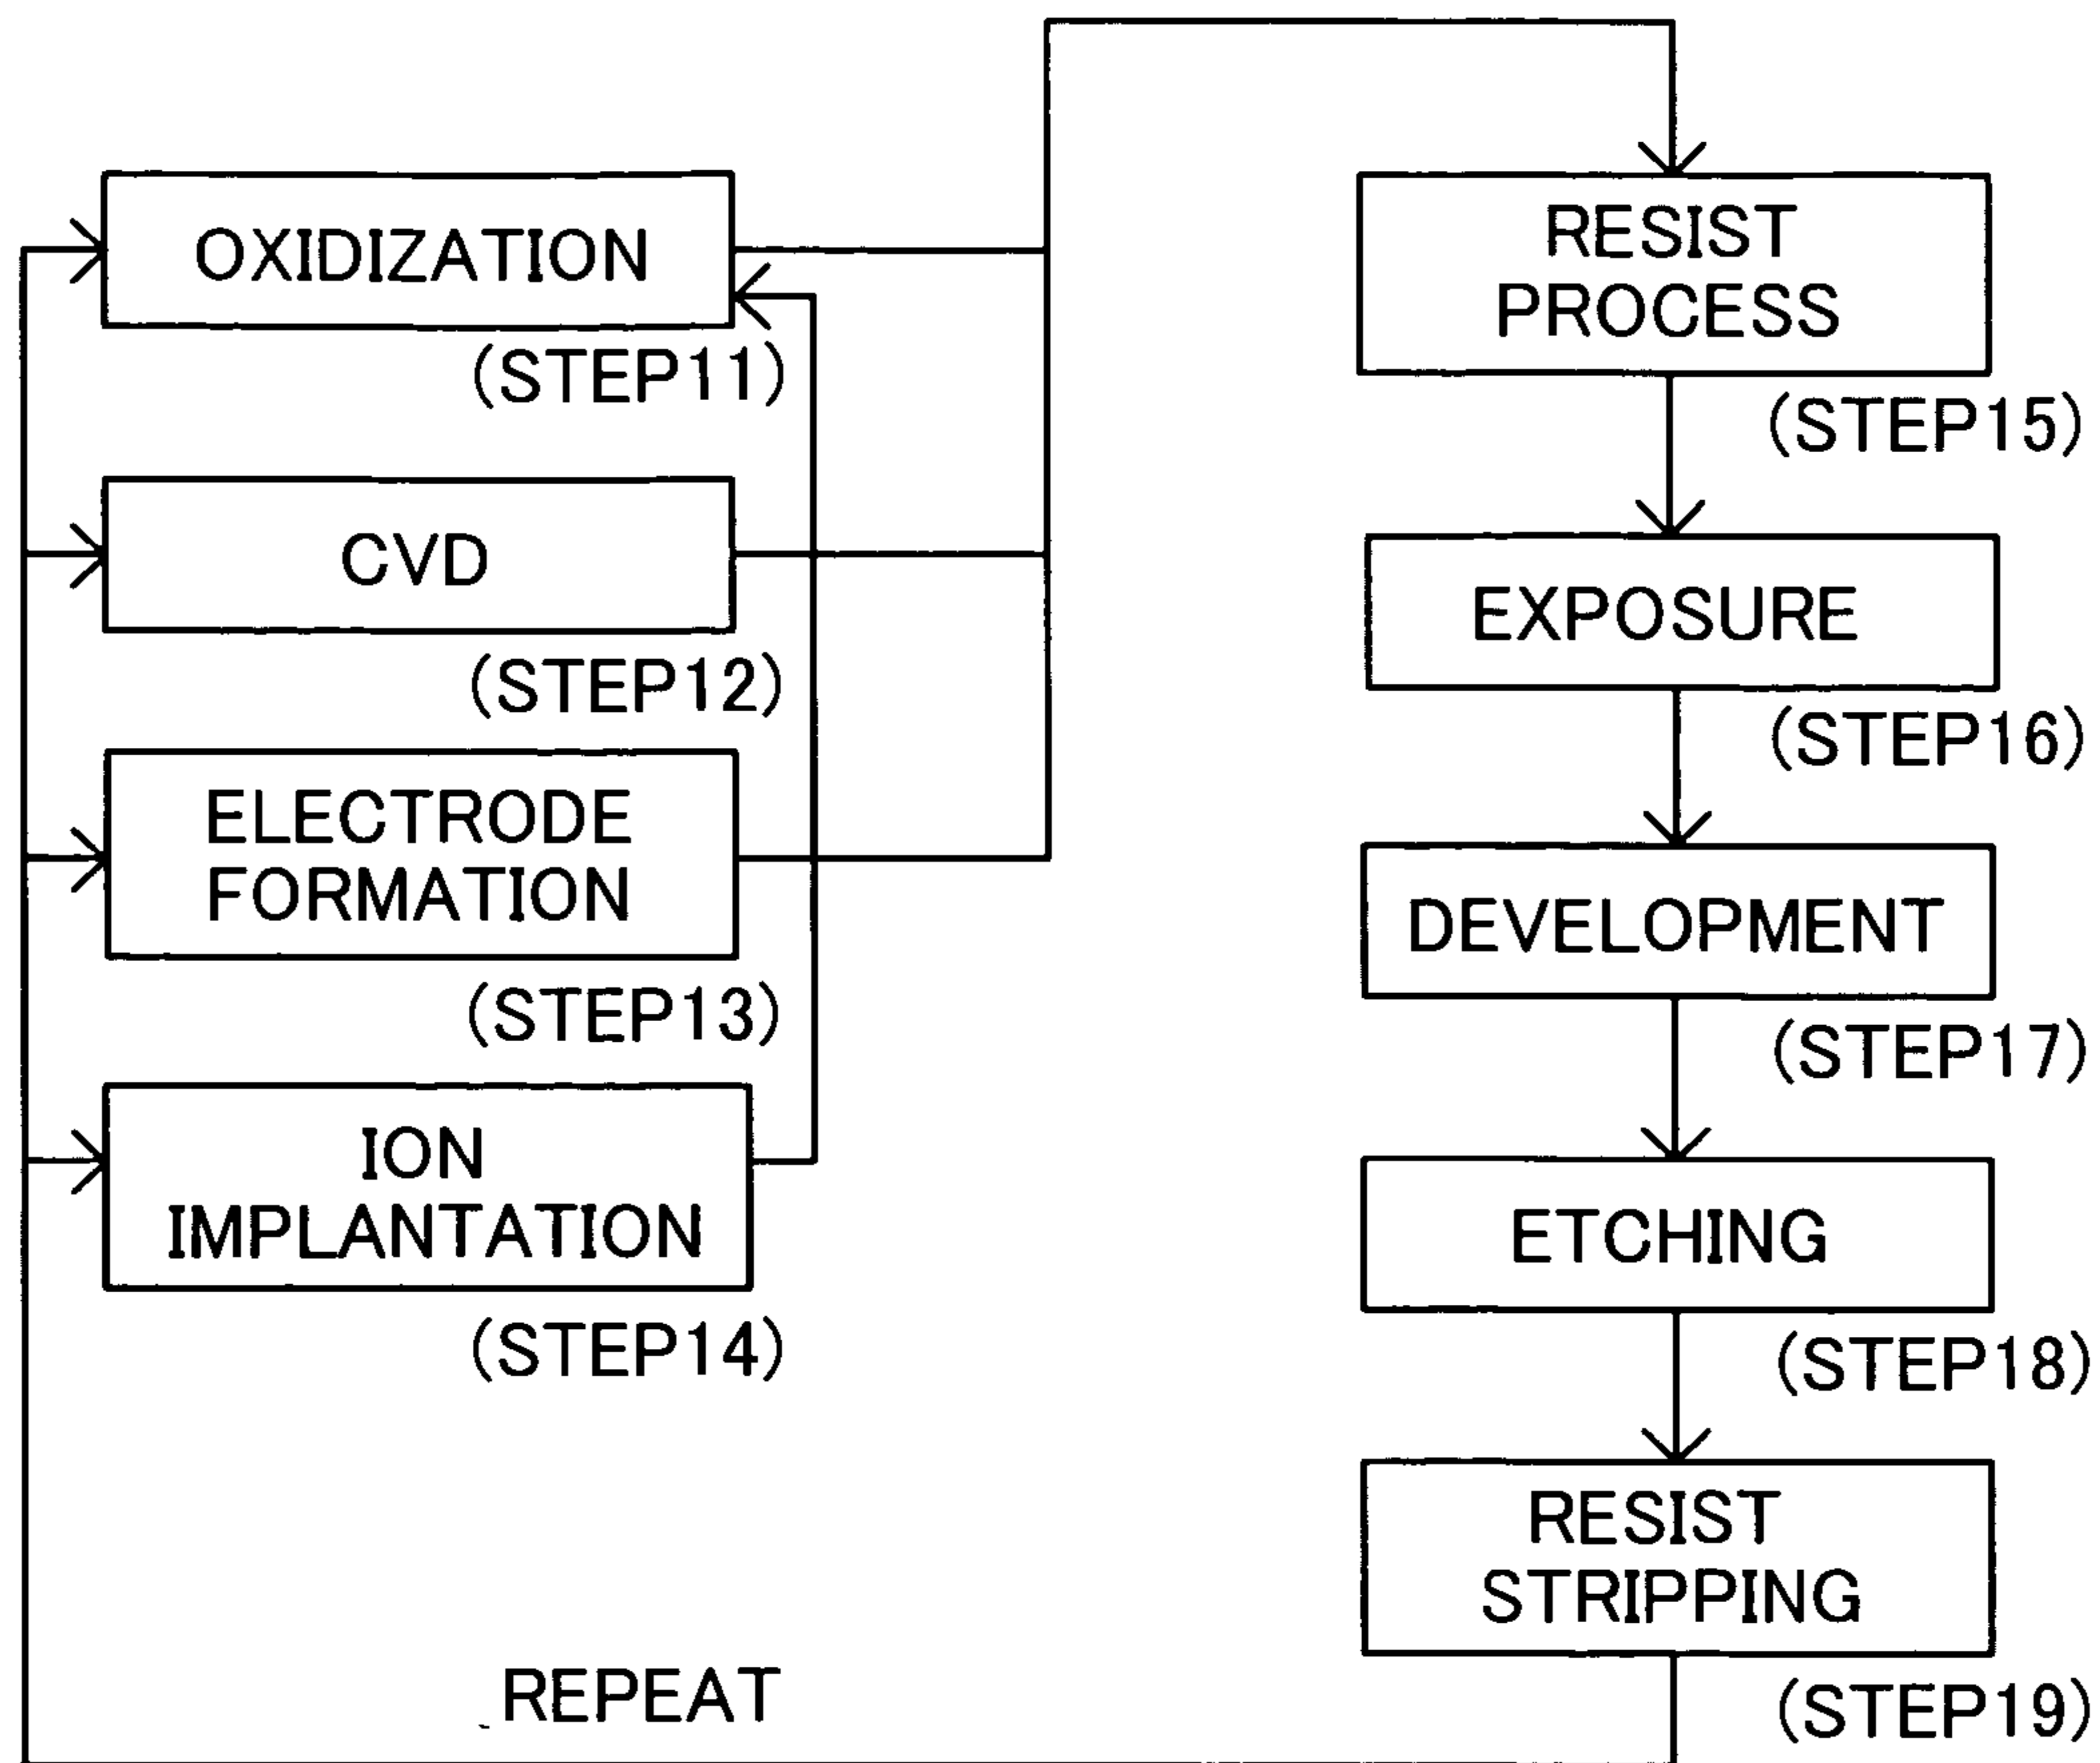 OXIDIZATION
(STEP11)
CVD
(STEP12)
ELECTRODE
FORMATION
(STEP13)
ION
IMPLANTATION
(STEP14)
REPEAT
RESIST
PROCESS
(STEP15)
EXPOSURE
(STEP16)
DEVELOPMENT
(STEP17)
ETCHING
(STEP18)
RESIST
STRIPPING
(STEP19)